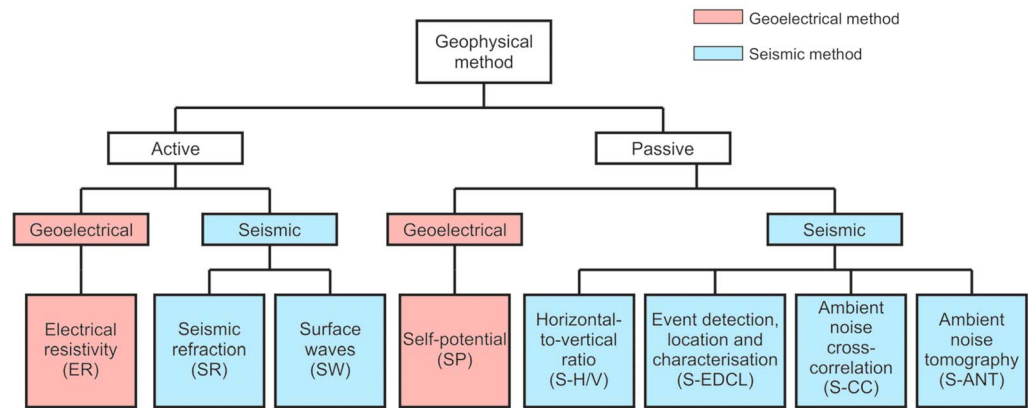 Geophysical
method
Geoelectrical method
Seismic method
Active
Passive
Geoelectrical
Seismic
Geoelectrical
Seismic
Electrical
resistivity
(ER)
Seismic
refraction
(SR)
Surface
waves
(SW)
Self-potential
(SP)
Horizontal-
to-vertical
ratio
(S-H/V)
Event detection,
location and
characterisation
(S-EDCL)
Ambient
noise
cross-
correlation
(S-CC)
Ambient
noise
tomography
(S-ANT)